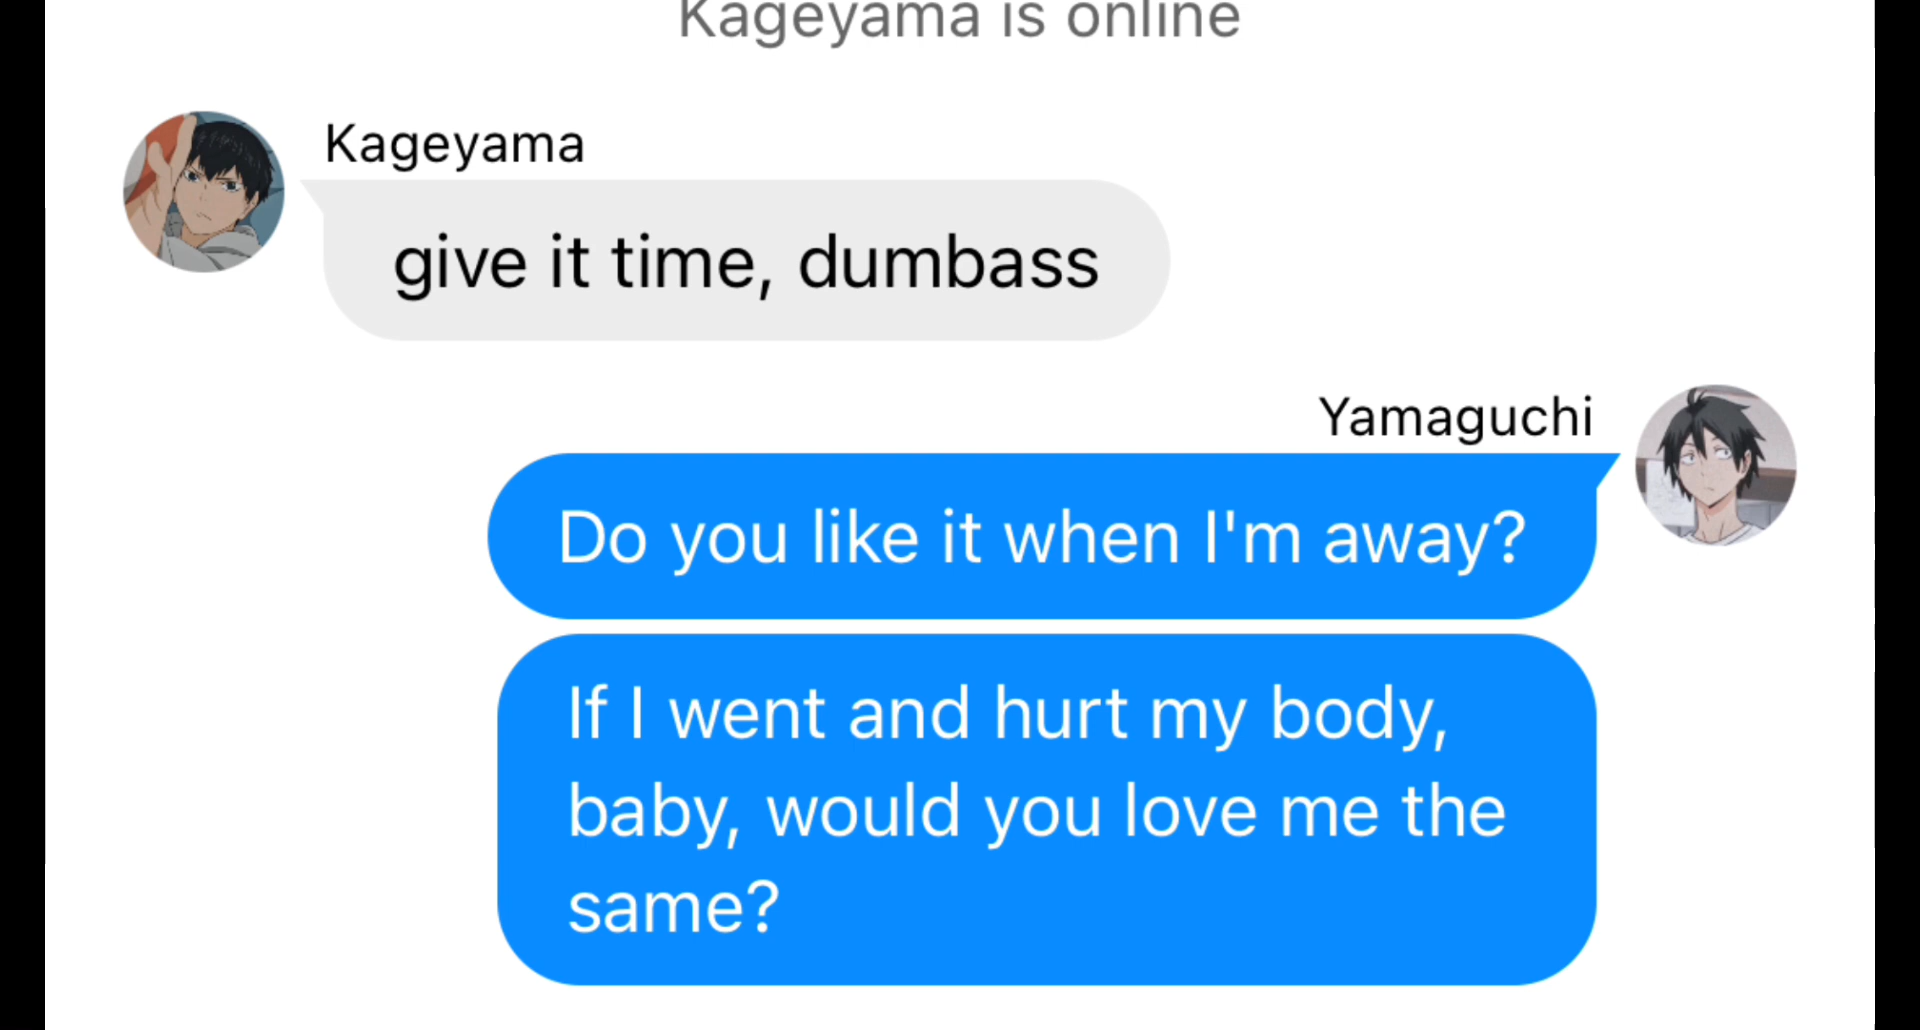 Kageyama is online
Kageyama
give it time, dumbass
Yamaguchi
Do you like it when I'm away?
If I went and hurt my body,
baby, would you love me the
same?